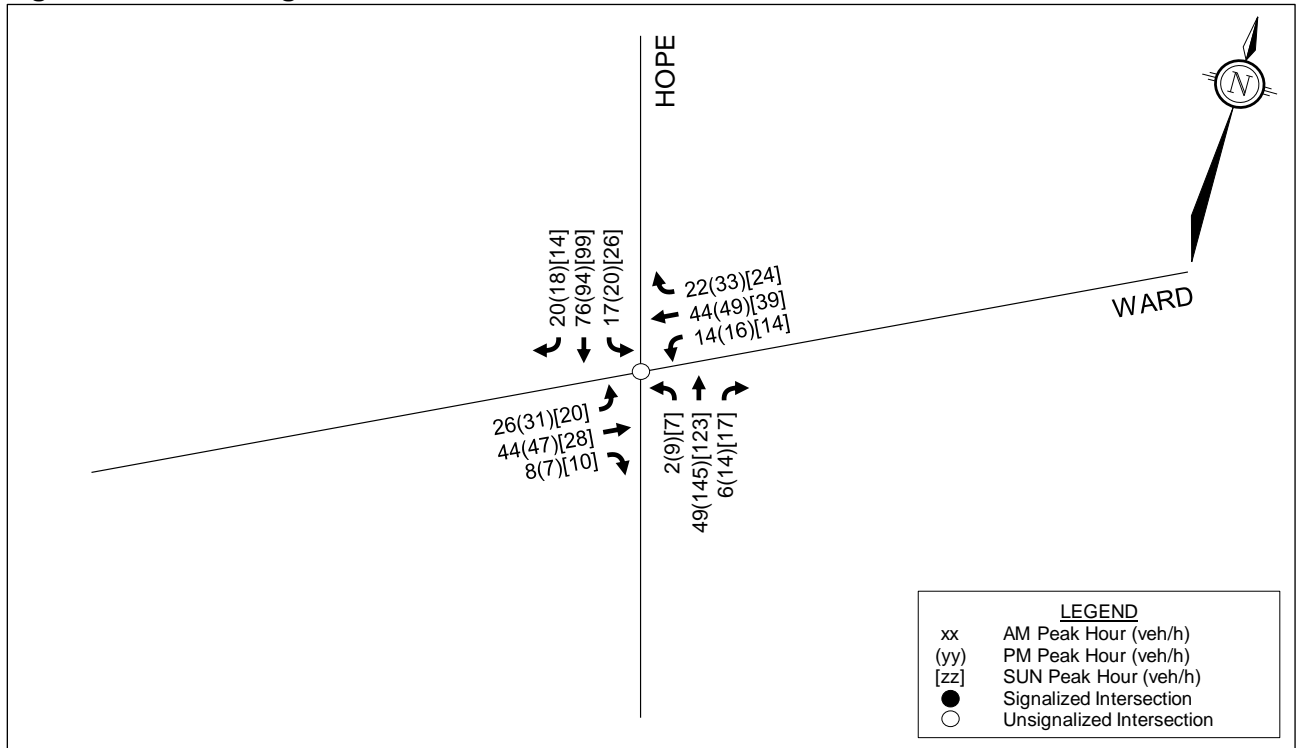 HOPE
N
WARD
20(18)[14]
76(94)[99]
17(20)[26]
22(33)[24]
44(49)[39]
14(16)[14]
26(31)[20]
44(47)[28]
8(7)[10]
2(9)[7]
49(145)[123]
6(14)[17]
LEGEND
xx AM Peak Hour (veh/h)
(yy) PM Peak Hour (veh/h)
[zz] SUN Peak Hour (veh/h)
Signalized Intersection
Unsignalized Intersection